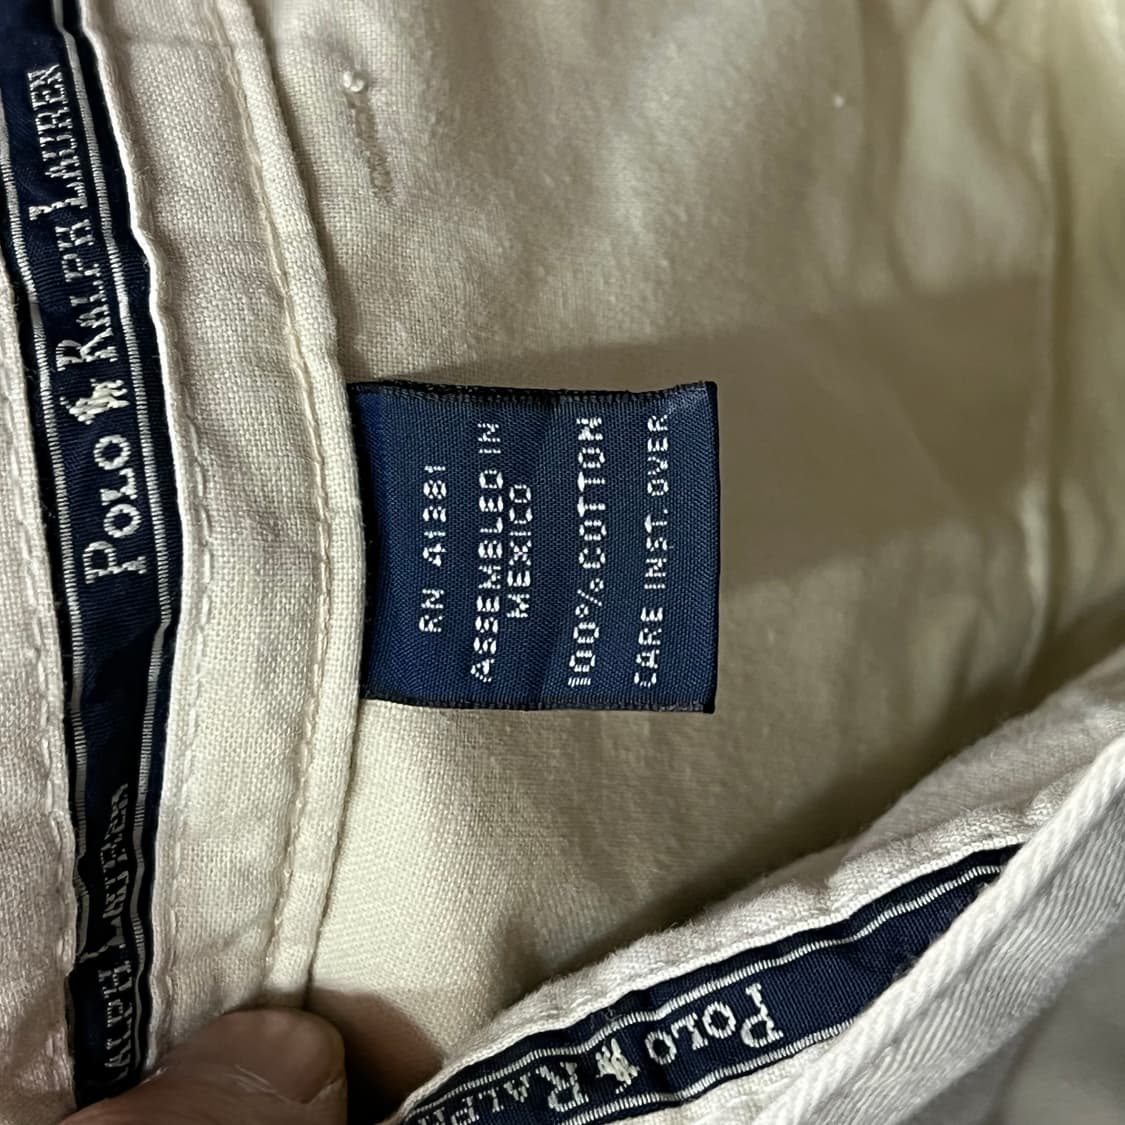 POLO RALPH LAUREN
RALPH LAUREN
RN 41381
ASSEMBLED IN
MEXICO
100% COTTON
CARE INST. OVER
POLO RALPH